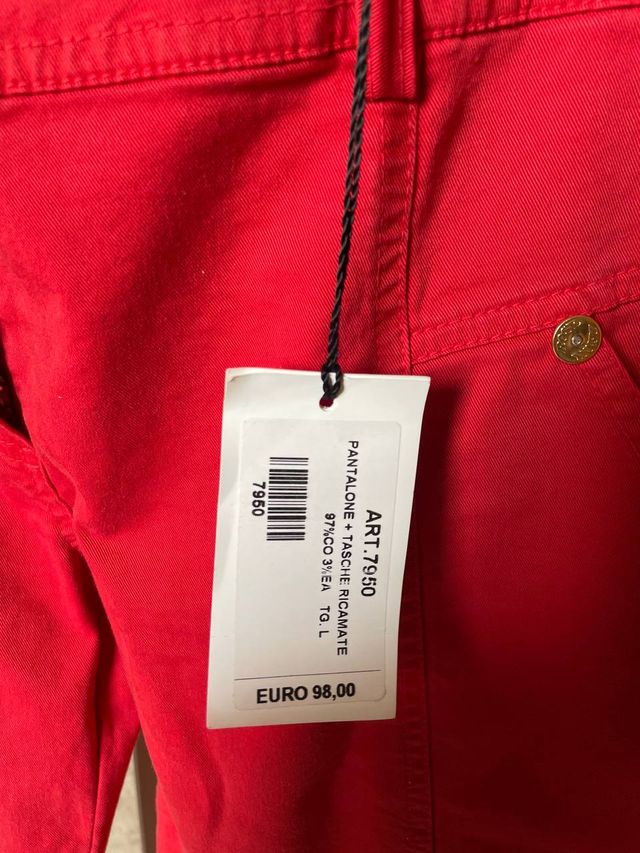 ART.7950
PANTALONE + TASCHE RICAMATE
97%CO 3%EA TG. L
7950
EURO 98,00